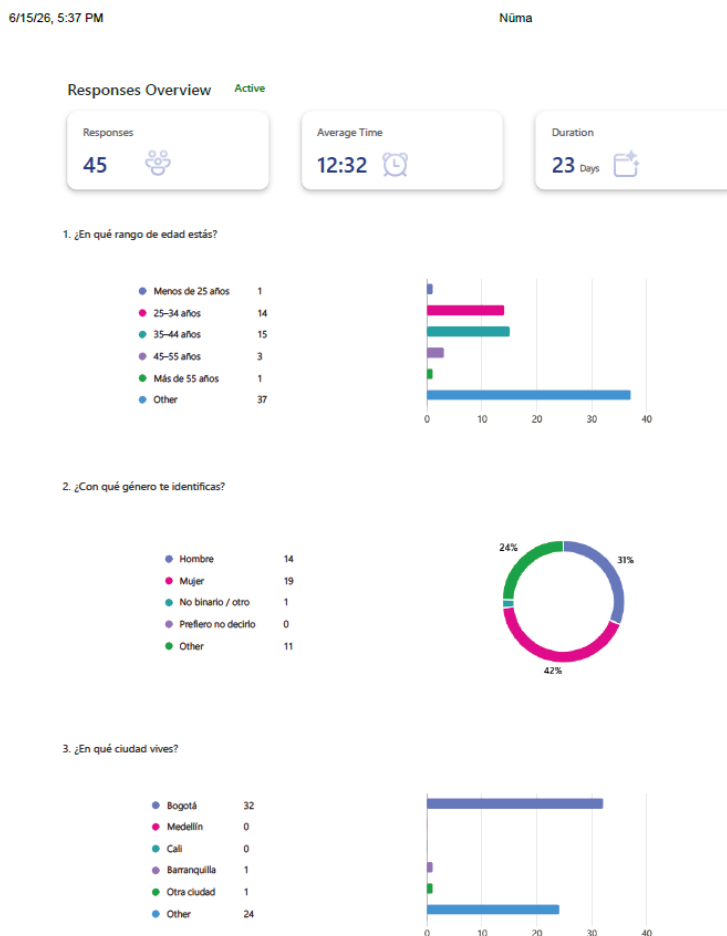 6/15/26, 5:37 PM Nüma
Responses Overview Active
Responses Average Time Duration
45 12:32 23 Days
1. ¿En qué rango de edad estás?
Menos de 25 años 1
25–34 años 14
35–44 años 15
45–55 años 3
Más de 55 años 1
Other 37
0 10 20 30 40
2. ¿Con qué género te identificas?
Hombre 14
Mujer 19
No binario / otro 1
Prefiero no decirlo 0
Other 11
24% 31%
42%
3. ¿En qué ciudad vives?
Bogotá 32
Medellín 0
Cali 0
Barranquilla 1
Otra ciudad 1
Other 24
0 10 20 30 40